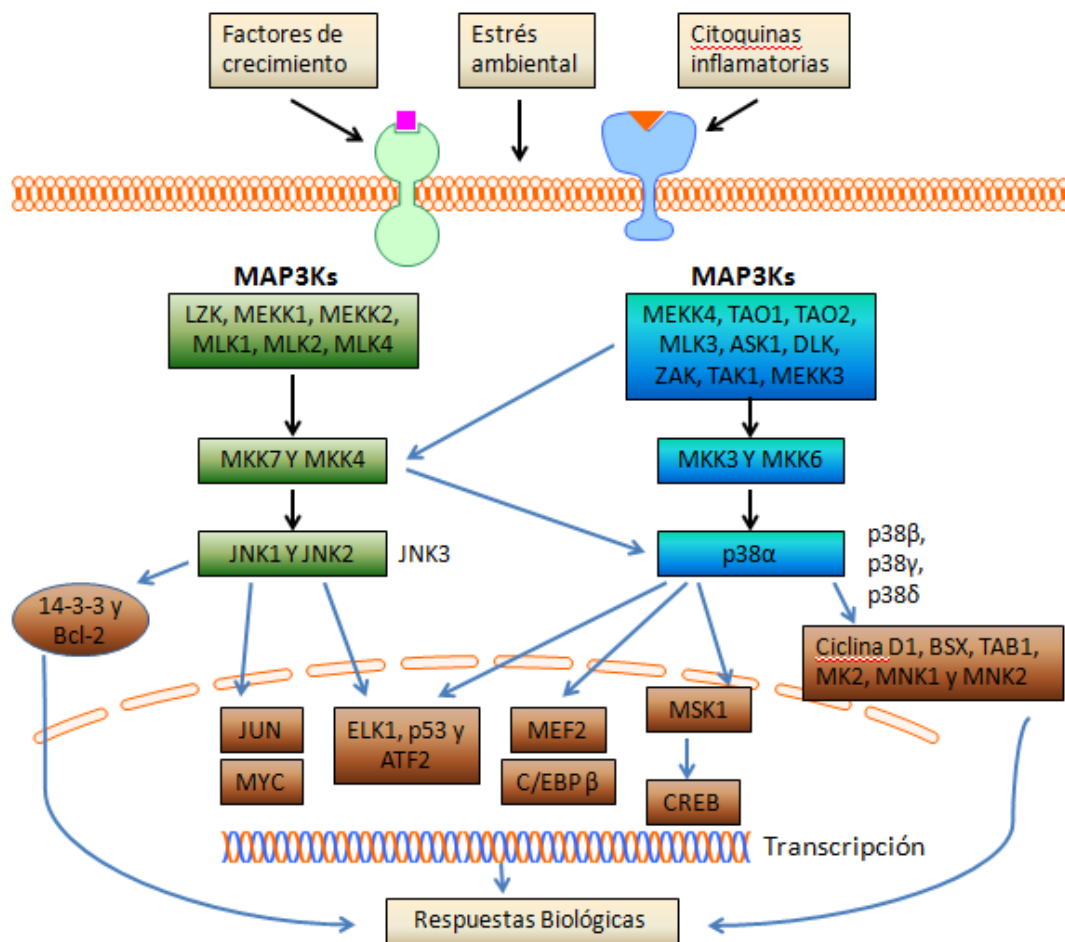 Factores de
crecimiento
Estrés
ambiental
Citoquinas
inflamatorias
MAP3Ks
LZK, MEKK1, MEKK2,
MLK1, MLK2, MLK4
MAP3Ks
MEKK4, TAO1, TAO2,
MLK3, ASK1, DLK,
ZAK, TAK1, MEKK3
MKK7 Y MKK4
MKK3 Y MKK6
JNK1 Y JNK2
JNK3
p38α
p38β,
p38γ,
p38δ
14-3-3 y
Bcl-2
Ciclina D1, BSX, TAB1,
MK2, MNK1 y MNK2
JUN
MYC
ELK1, p53 y
ATF2
MEF2
C/EBP β
MSK1
CREB
Transcripción
Respuestas Biológicas